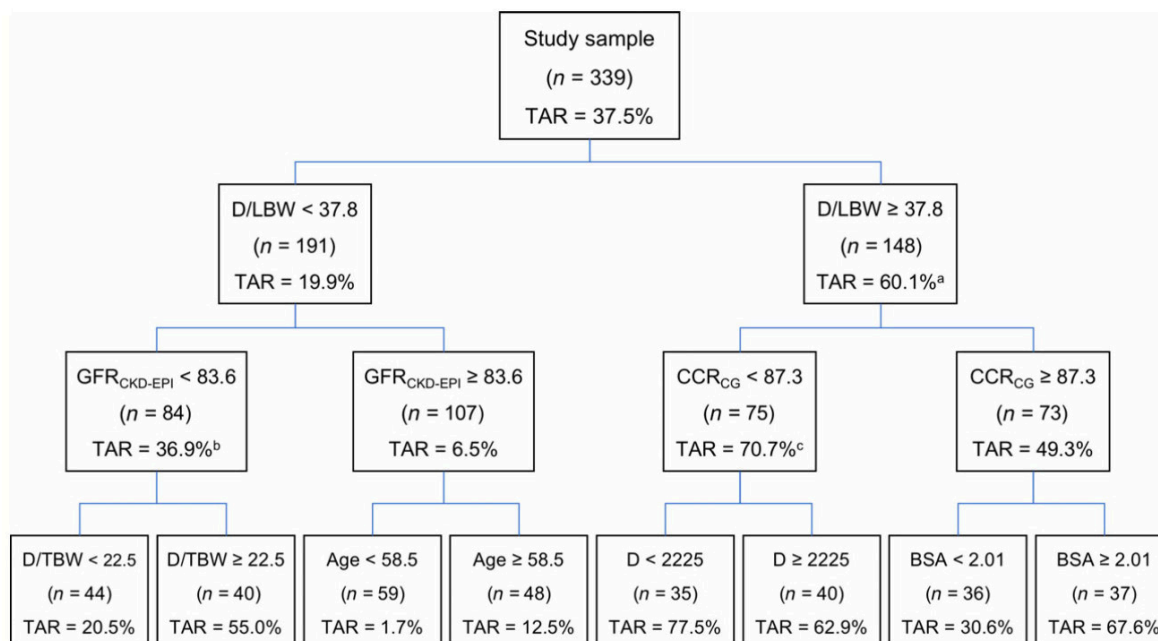 Study sample
(n = 339)
TAR = 37.5%
D/LBW < 37.8
(n = 191)
TAR = 19.9%
D/LBW ≥ 37.8
(n = 148)
TAR = 60.1%ᵃ
GFR_CKD-EPI < 83.6
(n = 84)
TAR = 36.9%ᵇ
GFR_CKD-EPI ≥ 83.6
(n = 107)
TAR = 6.5%
CCR_CG < 87.3
(n = 75)
TAR = 70.7%ᶜ
CCR_CG ≥ 87.3
(n = 73)
TAR = 49.3%
D/TBW < 22.5
(n = 44)
TAR = 20.5%
D/TBW ≥ 22.5
(n = 40)
TAR = 55.0%
Age < 58.5
(n = 59)
TAR = 1.7%
Age ≥ 58.5
(n = 48)
TAR = 12.5%
D < 2225
(n = 35)
TAR = 77.5%
D ≥ 2225
(n = 40)
TAR = 62.9%
BSA < 2.01
(n = 36)
TAR = 30.6%
BSA ≥ 2.01
(n = 37)
TAR = 67.6%